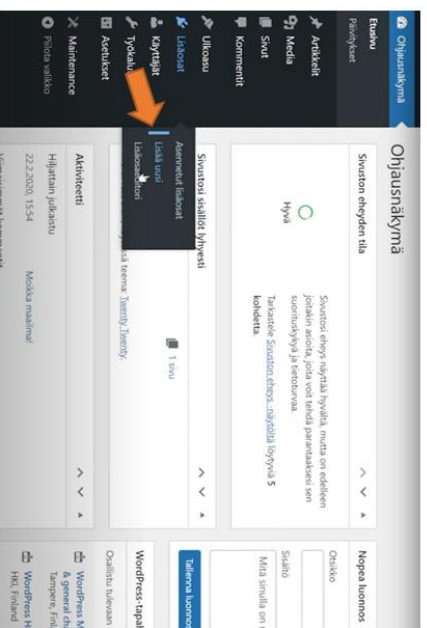 Ohjausnäkymä
Etusivu
Päivitykset
Artikkelit
Media
Sivut
Kommentit
Ulkoasu
Lisäosat
Käyttäjät
Työkalu
Asetukset
Maintenance
Piilota valikko
Asennetut lisäosat
Lisää uusi
Lisäosaeditori
Ohjausnäkymä
Sivuston eheyden tila
Hyvä
Sivustosi eheys näyttää hyvältä, mutta on edelleen
joitakin asioita, joita voit tehdä parantaaksesi sen
suorituskykyä ja tietoturvaa.
Tarkastele Sivuston eheys -näytöltä löytyviä 5
kohdetta.
Sivustosi sisällöt lyhyesti
1 sivu
teema: Twenty Twenty.
Aktiviteetti
Hiljattain julkaistu
22.2.2020, 15:54 Moikka maailma!
Nopea luonnos
Otsikko
Sisältö
Mitä sinulla on
Tallenna luonnos
WordPress-tapa
Osallistu tulevaan
WordPress M
& general cha
Tampere, Finl
WordPress H
HKI, Finland